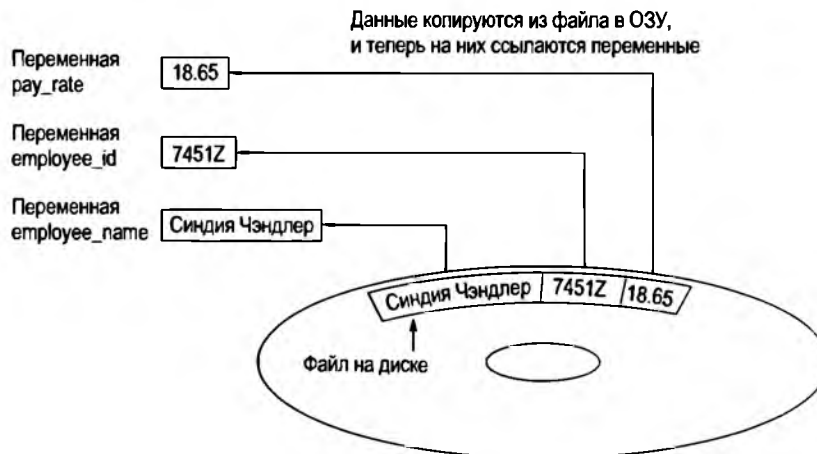 Данные копируются из файла в ОЗУ,
и теперь на них ссылаются переменные
Переменная
pay_rate
18.65
Переменная
employee_id
7451Z
Переменная
employee_name
Синдия Чэндлер
Синдия Чэндлер
7451Z
18.65
Файл на диске